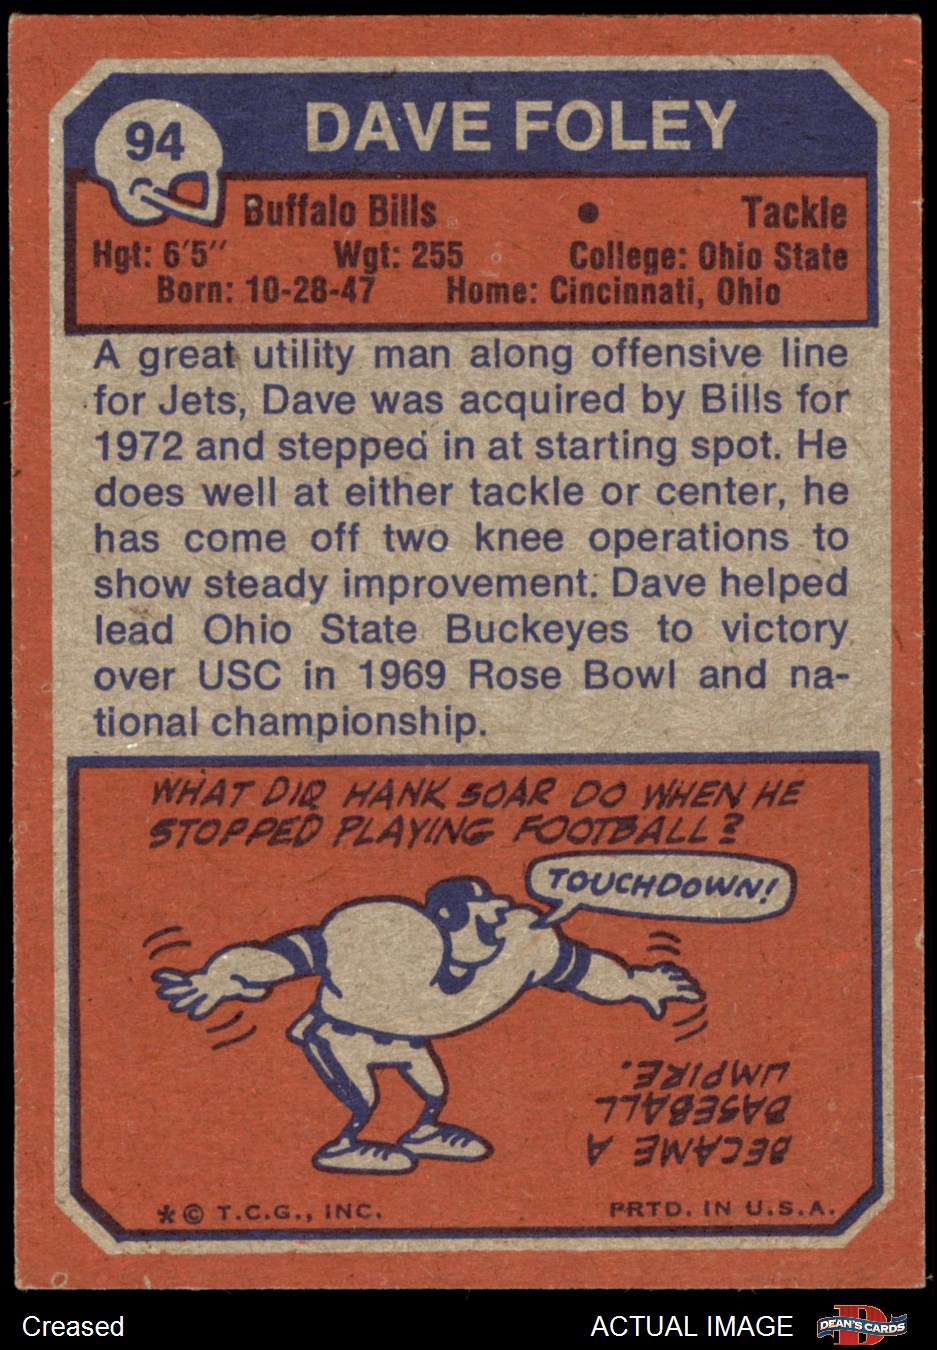 94
DAVE FOLEY
Buffalo Bills • Tackle
Hgt: 6'5" Wgt: 255 College: Ohio State
Born: 10-28-47 Home: Cincinnati, Ohio
A great utility man along offensive line
for Jets, Dave was acquired by Bills for
1972 and stepped in at starting spot. He
does well at either tackle or center, he
has come off two knee operations to
show steady improvement. Dave helped
lead Ohio State Buckeyes to victory
over USC in 1969 Rose Bowl and na-
tional championship.
WHAT DID HANK SOAR DO WHEN HE
STOPPED PLAYING FOOTBALL?
TOUCHDOWN!
BECAME A
BASEBALL
UMPIRE.
*© T.C.G., INC. PRTD. IN U.S.A.
Creased
ACTUAL IMAGE
D
DEAN'S CARDS